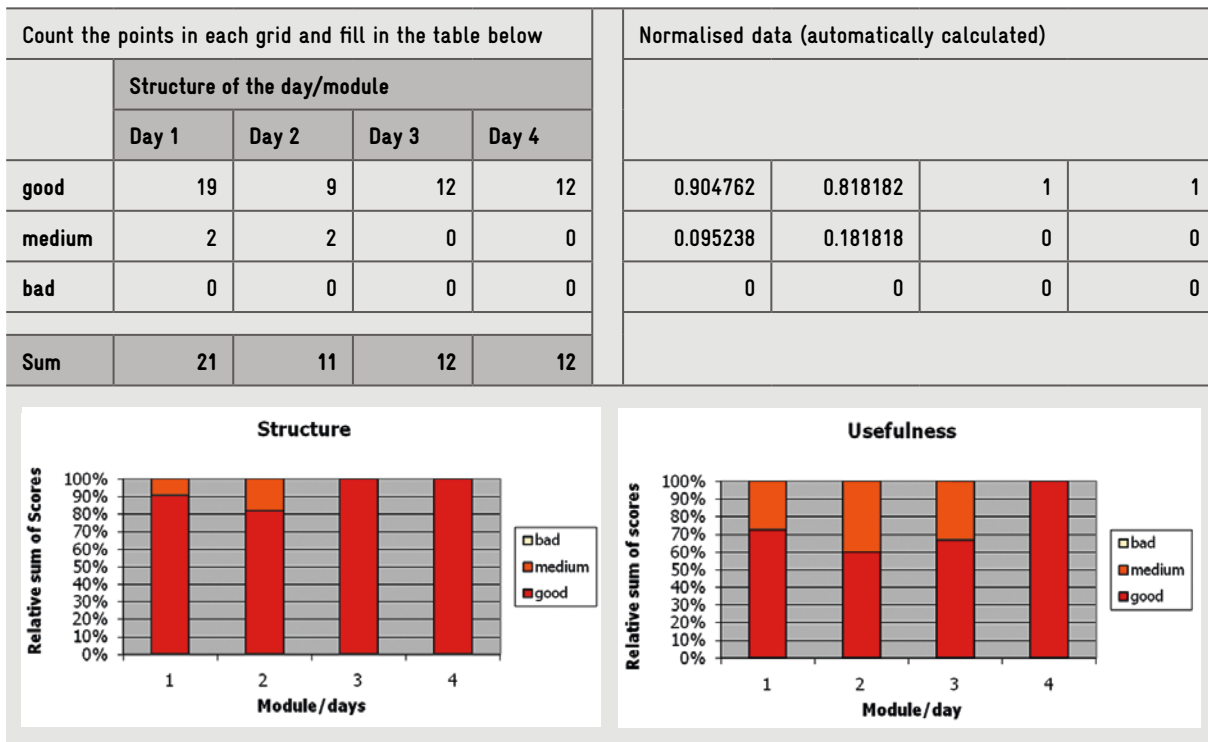 Count the points in each grid and fill in the table below Normalised data (automatically calculated)
Structure of the day/module
Day 1 Day 2 Day 3 Day 4
good 19 9 12 12 0.904762 0.818182 1 1
medium 2 2 0 0 0.095238 0.181818 0 0
bad 0 0 0 0 0 0 0 0
Sum 21 11 12 12
Structure
Relative sum of Scores
100%
90%
80%
70%
60%
50%
40%
30%
20%
10%
0%
1 2 3 4
Module/days
bad
medium
good
Usefulness
Relative sum of scores
100%
90%
80%
70%
60%
50%
40%
30%
20%
10%
0%
1 2 3 4
Module/day
bad
medium
good